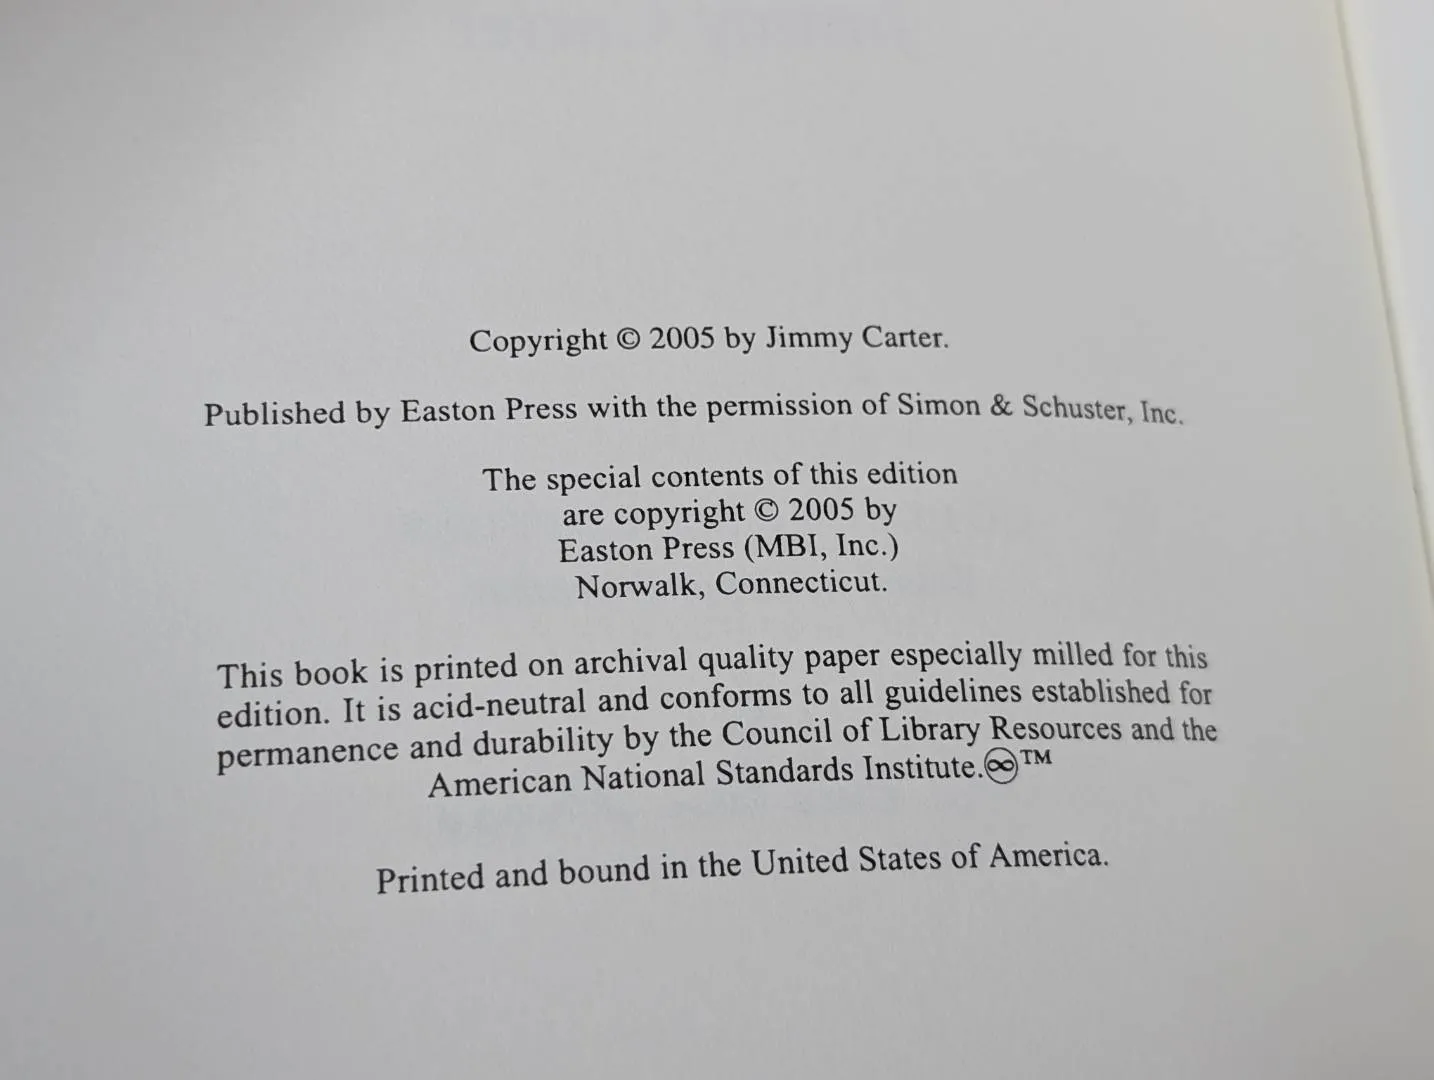 Copyright © 2005 by Jimmy Carter.
Published by Easton Press with the permission of Simon & Schuster, Inc.
The special contents of this edition
are copyright © 2005 by
Easton Press (MBI, Inc.)
Norwalk, Connecticut.
This book is printed on archival quality paper especially milled for this
edition. It is acid-neutral and conforms to all guidelines established for
permanence and durability by the Council of Library Resources and the
American National Standards Institute.♾™
Printed and bound in the United States of America.